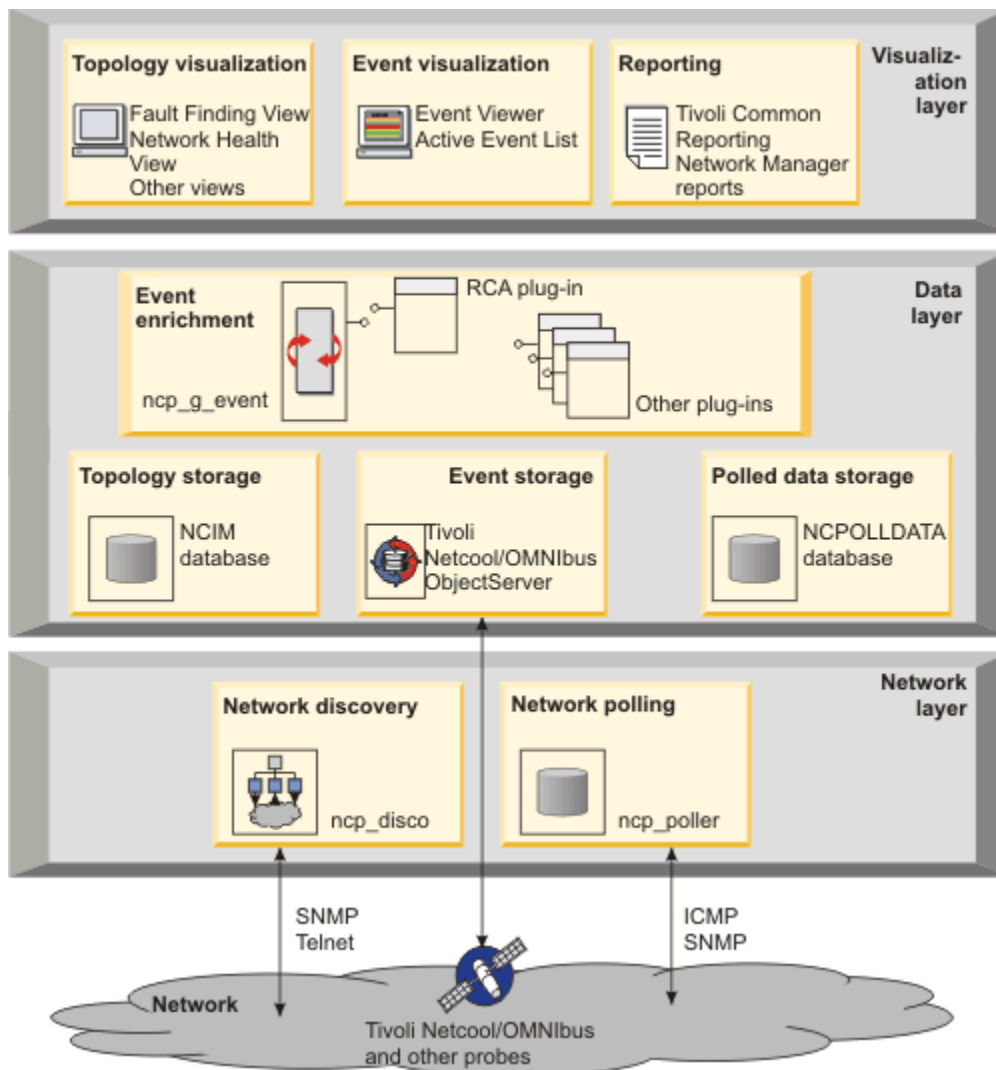 Topology visualization
Fault Finding View
Network Health
View
Other views
Event visualization
Event Viewer
Active Event List
Reporting
Tivoli Common
Reporting
Network Manager
reports
Visualiz-
ation
layer
Event
enrichment
ncp_g_event
RCA plug-in
Other plug-ins
Data
layer
Topology storage
NCIM
database
Event storage
Tivoli
Netcool/OMNIbus
ObjectServer
Polled data storage
NCPOLLDATA
database
Network discovery
ncp_disco
Network polling
ncp_poller
Network
layer
SNMP
Telnet
ICMP
SNMP
Network
Tivoli Netcool/OMNIbus
and other probes